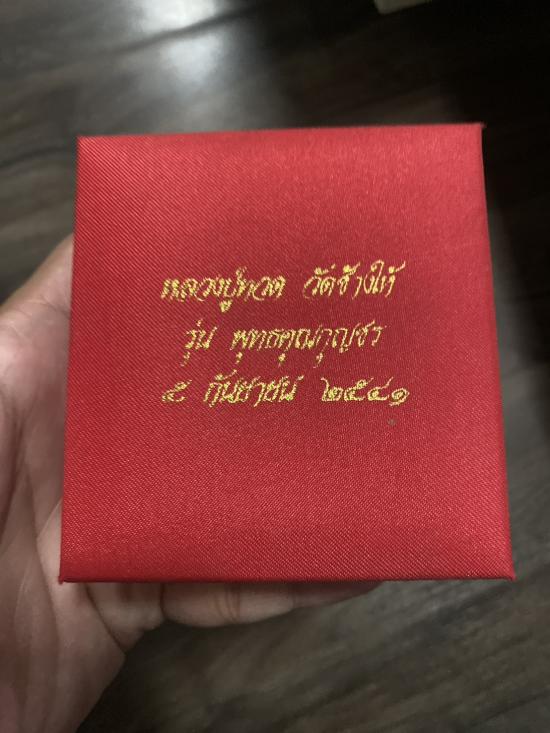 หลวงปู่ทวด วัดช้างให้
รุ่น พุทธคุณกุญชร
๕ กันยายน ๒๕๔๑